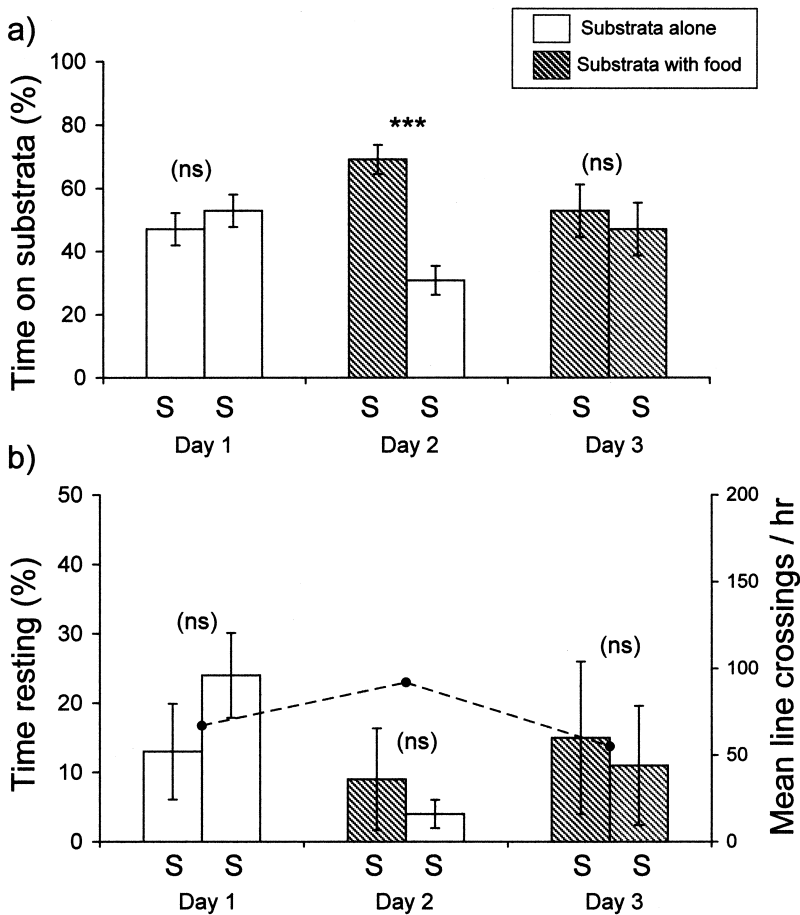 a)
Substrata alone
Substrata with food
Time on substrata (%)
100
80
60
40
20
0
(ns)
***
(ns)
S S S S S S
Day 1 Day 2 Day 3
b)
Time resting (%)
50
40
30
20
10
0
Mean line crossings / hr
200
150
100
50
0
(ns)
(ns)
(ns)
S S S S S S
Day 1 Day 2 Day 3